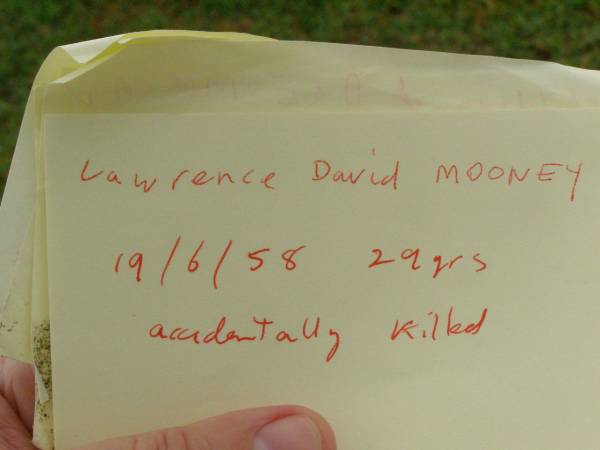 Lawrence David MOONEY
19/6/58 29yrs
accidentally killed